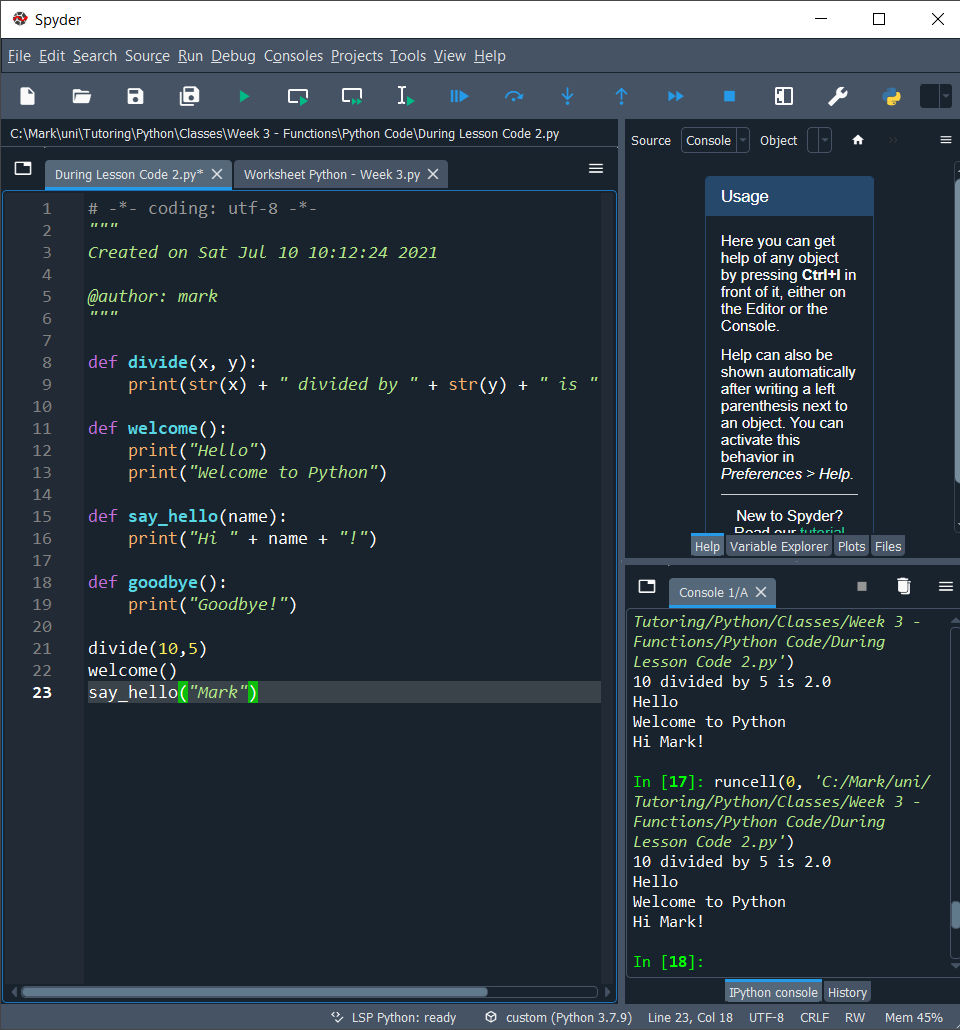 Spyder
File Edit Search Source Run Debug Consoles Projects Tools View Help
C:\Mark\uni\Tutoring\Python\Classes\Week 3 - Functions\Python Code\During Lesson Code 2.py
During Lesson Code 2.py*
Worksheet Python - Week 3.py
1 # -*- coding: utf-8 -*-
2 """
3 Created on Sat Jul 10 10:12:24 2021
4
5 @author: mark
6 """
7
8 def divide(x, y):
9     print(str(x) + " divided by " + str(y) + " is "
10
11 def welcome():
12     print("Hello")
13     print("Welcome to Python")
14
15 def say_hello(name):
16     print("Hi " + name + "!")
17
18 def goodbye():
19     print("Goodbye!")
20
21 divide(10,5)
22 welcome()
23 say_hello("Mark")
Source Console Object
Usage
Here you can get
help of any object
by pressing Ctrl+I in
front of it, either on
the Editor or the
Console.
Help can also be
shown automatically
after writing a left
parenthesis next to
an object. You can
activate this
behavior in
Preferences > Help.
New to Spyder?
Read our tutorial
Help Variable Explorer Plots Files
Console 1/A
Tutoring/Python/Classes/Week 3 -
Functions/Python Code/During
Lesson Code 2.py')
10 divided by 5 is 2.0
Hello
Welcome to Python
Hi Mark!
In [17]: runcell(0, 'C:/Mark/uni/
Tutoring/Python/Classes/Week 3 -
Functions/Python Code/During
Lesson Code 2.py')
10 divided by 5 is 2.0
Hello
Welcome to Python
Hi Mark!
In [18]:
IPython console History
LSP Python: ready custom (Python 3.7.9) Line 23, Col 18 UTF-8 CRLF RW Mem 45%